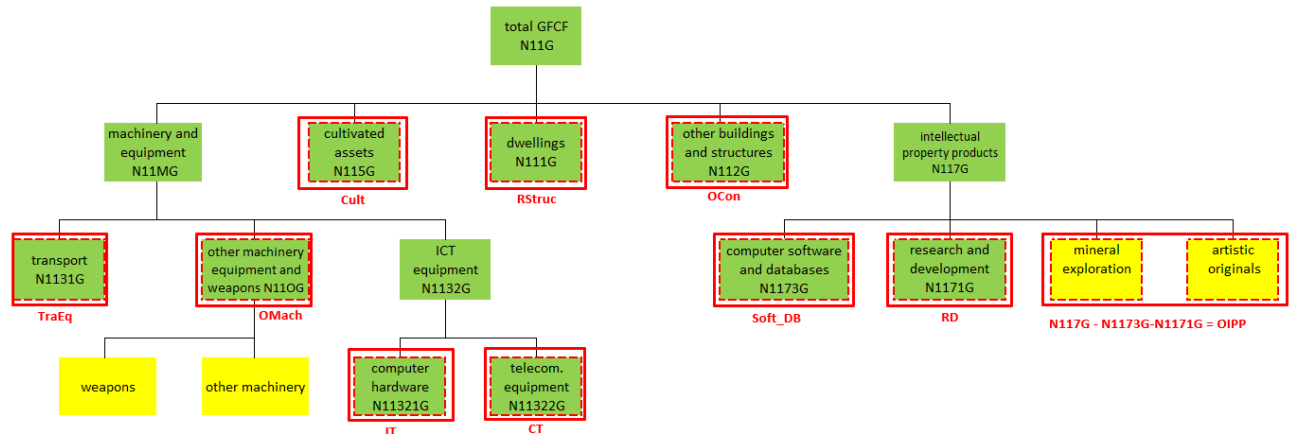 total GFCF
N11G
machinery and
equipment
N11MG
cultivated
assets
N115G
Cult
dwellings
N111G
RStruc
other buildings
and structures
N112G
OCon
intellectual
property products
N117G
transport
N1131G
TraEq
other machinery
equipment and
weapons N11OG
OMach
ICT
equipment
N1132G
computer software
and databases
N1173G
Soft_DB
research and
development
N1171G
RD
mineral
exploration
artistic
originals
N117G - N1173G-N1171G = OIPP
weapons
other machinery
computer
hardware
N11321G
IT
telecom.
equipment
N11322G
CT